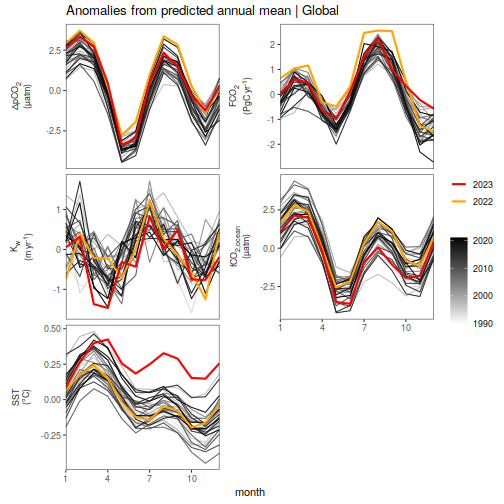 Anomalies from predicted annual mean | Global
ΔpCO₂
(µatm)
2.5
0.0
-2.5
FCO₂
(PgC yr⁻¹)
2
1
0
-1
-2
Kw
(m yr⁻¹)
1
0
-1
fCO₂,ocean
(µatm)
2.5
0.0
-2.5
1
4
7
10
SST
(°C)
0.50
0.25
0.00
-0.25
1
4
7
10
month
2023
2022
2020
2010
2000
1990